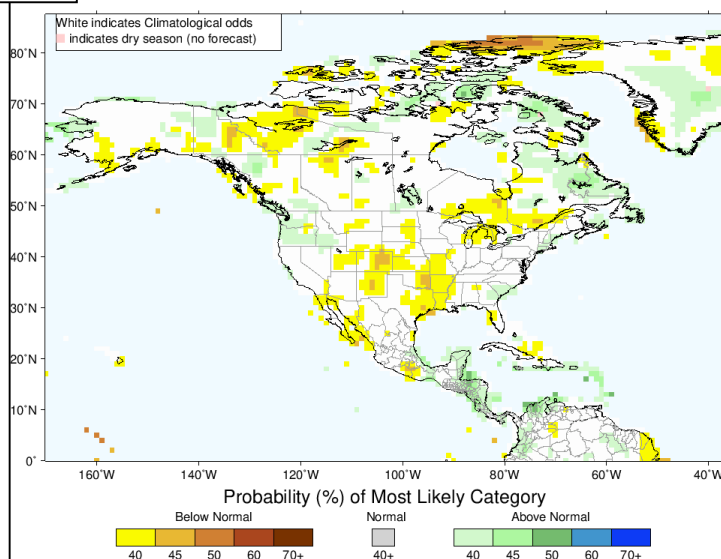 White indicates Climatological odds
indicates dry season (no forecast)
80°N
70°N
60°N
50°N
40°N
30°N
20°N
10°N
0°
160°W 140°W 120°W 100°W 80°W 60°W 40°W
Probability (%) of Most Likely Category
Below Normal Normal Above Normal
40 45 50 60 70+ 40+ 40 45 50 60 70+